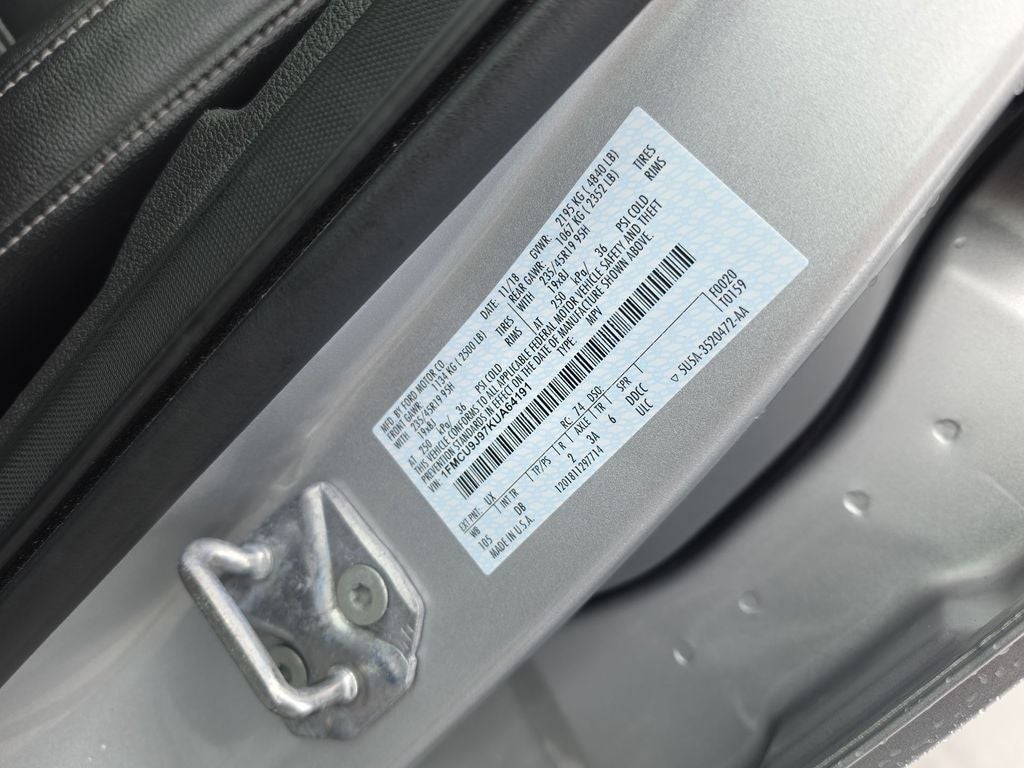 MFD. BY FORD MOTOR CO.
DATE: 11/18 GVWR: 2195 KG ( 4840 LB)
FRONT GAWR: 1134 KG ( 2500 LB) REAR GAWR: 1067 KG ( 2352 LB)
WITH 235/45R19 95H TIRES WITH 235/45R19 95H TIRES
19x8J RIMS 19x8J RIMS
AT 250 kPa/ 36 PSI COLD AT 250 kPa/ 36 PSI COLD
THIS VEHICLE CONFORMS TO ALL APPLICABLE FEDERAL MOTOR VEHICLE SAFETY AND THEFT
PREVENTION STANDARDS IN EFFECT ON THE DATE OF MANUFACTURE SHOWN ABOVE.
VIN: 1FMCU9J97KUA64191 TYPE: MPV
EXT PNT: UX RC: 74 DSO: F0020
WB INT TR TP/PS R AXLE TR SPR T0159
105 DB 2 3A 6 DDCC
MADE IN U.S.A. 1201811297714 ULC
5U5A-3520472-AA